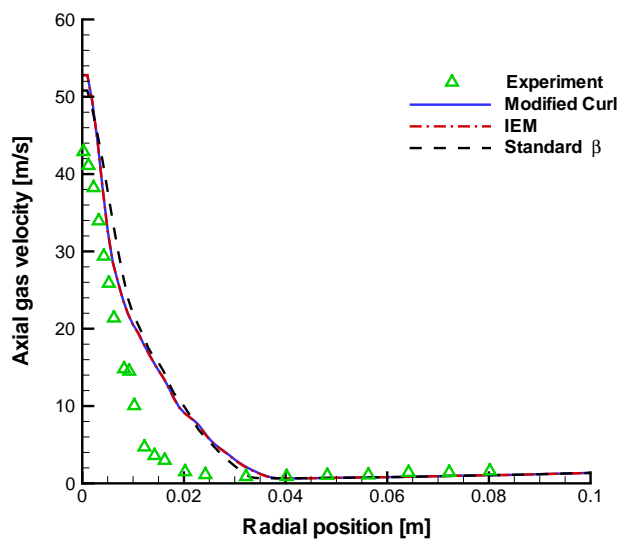 Axial gas velocity [m/s]
60
50
40
30
20
10
0
Experiment
Modified Curl
IEM
Standard β
0 0.02 0.04 0.06 0.08 0.1
Radial position [m]